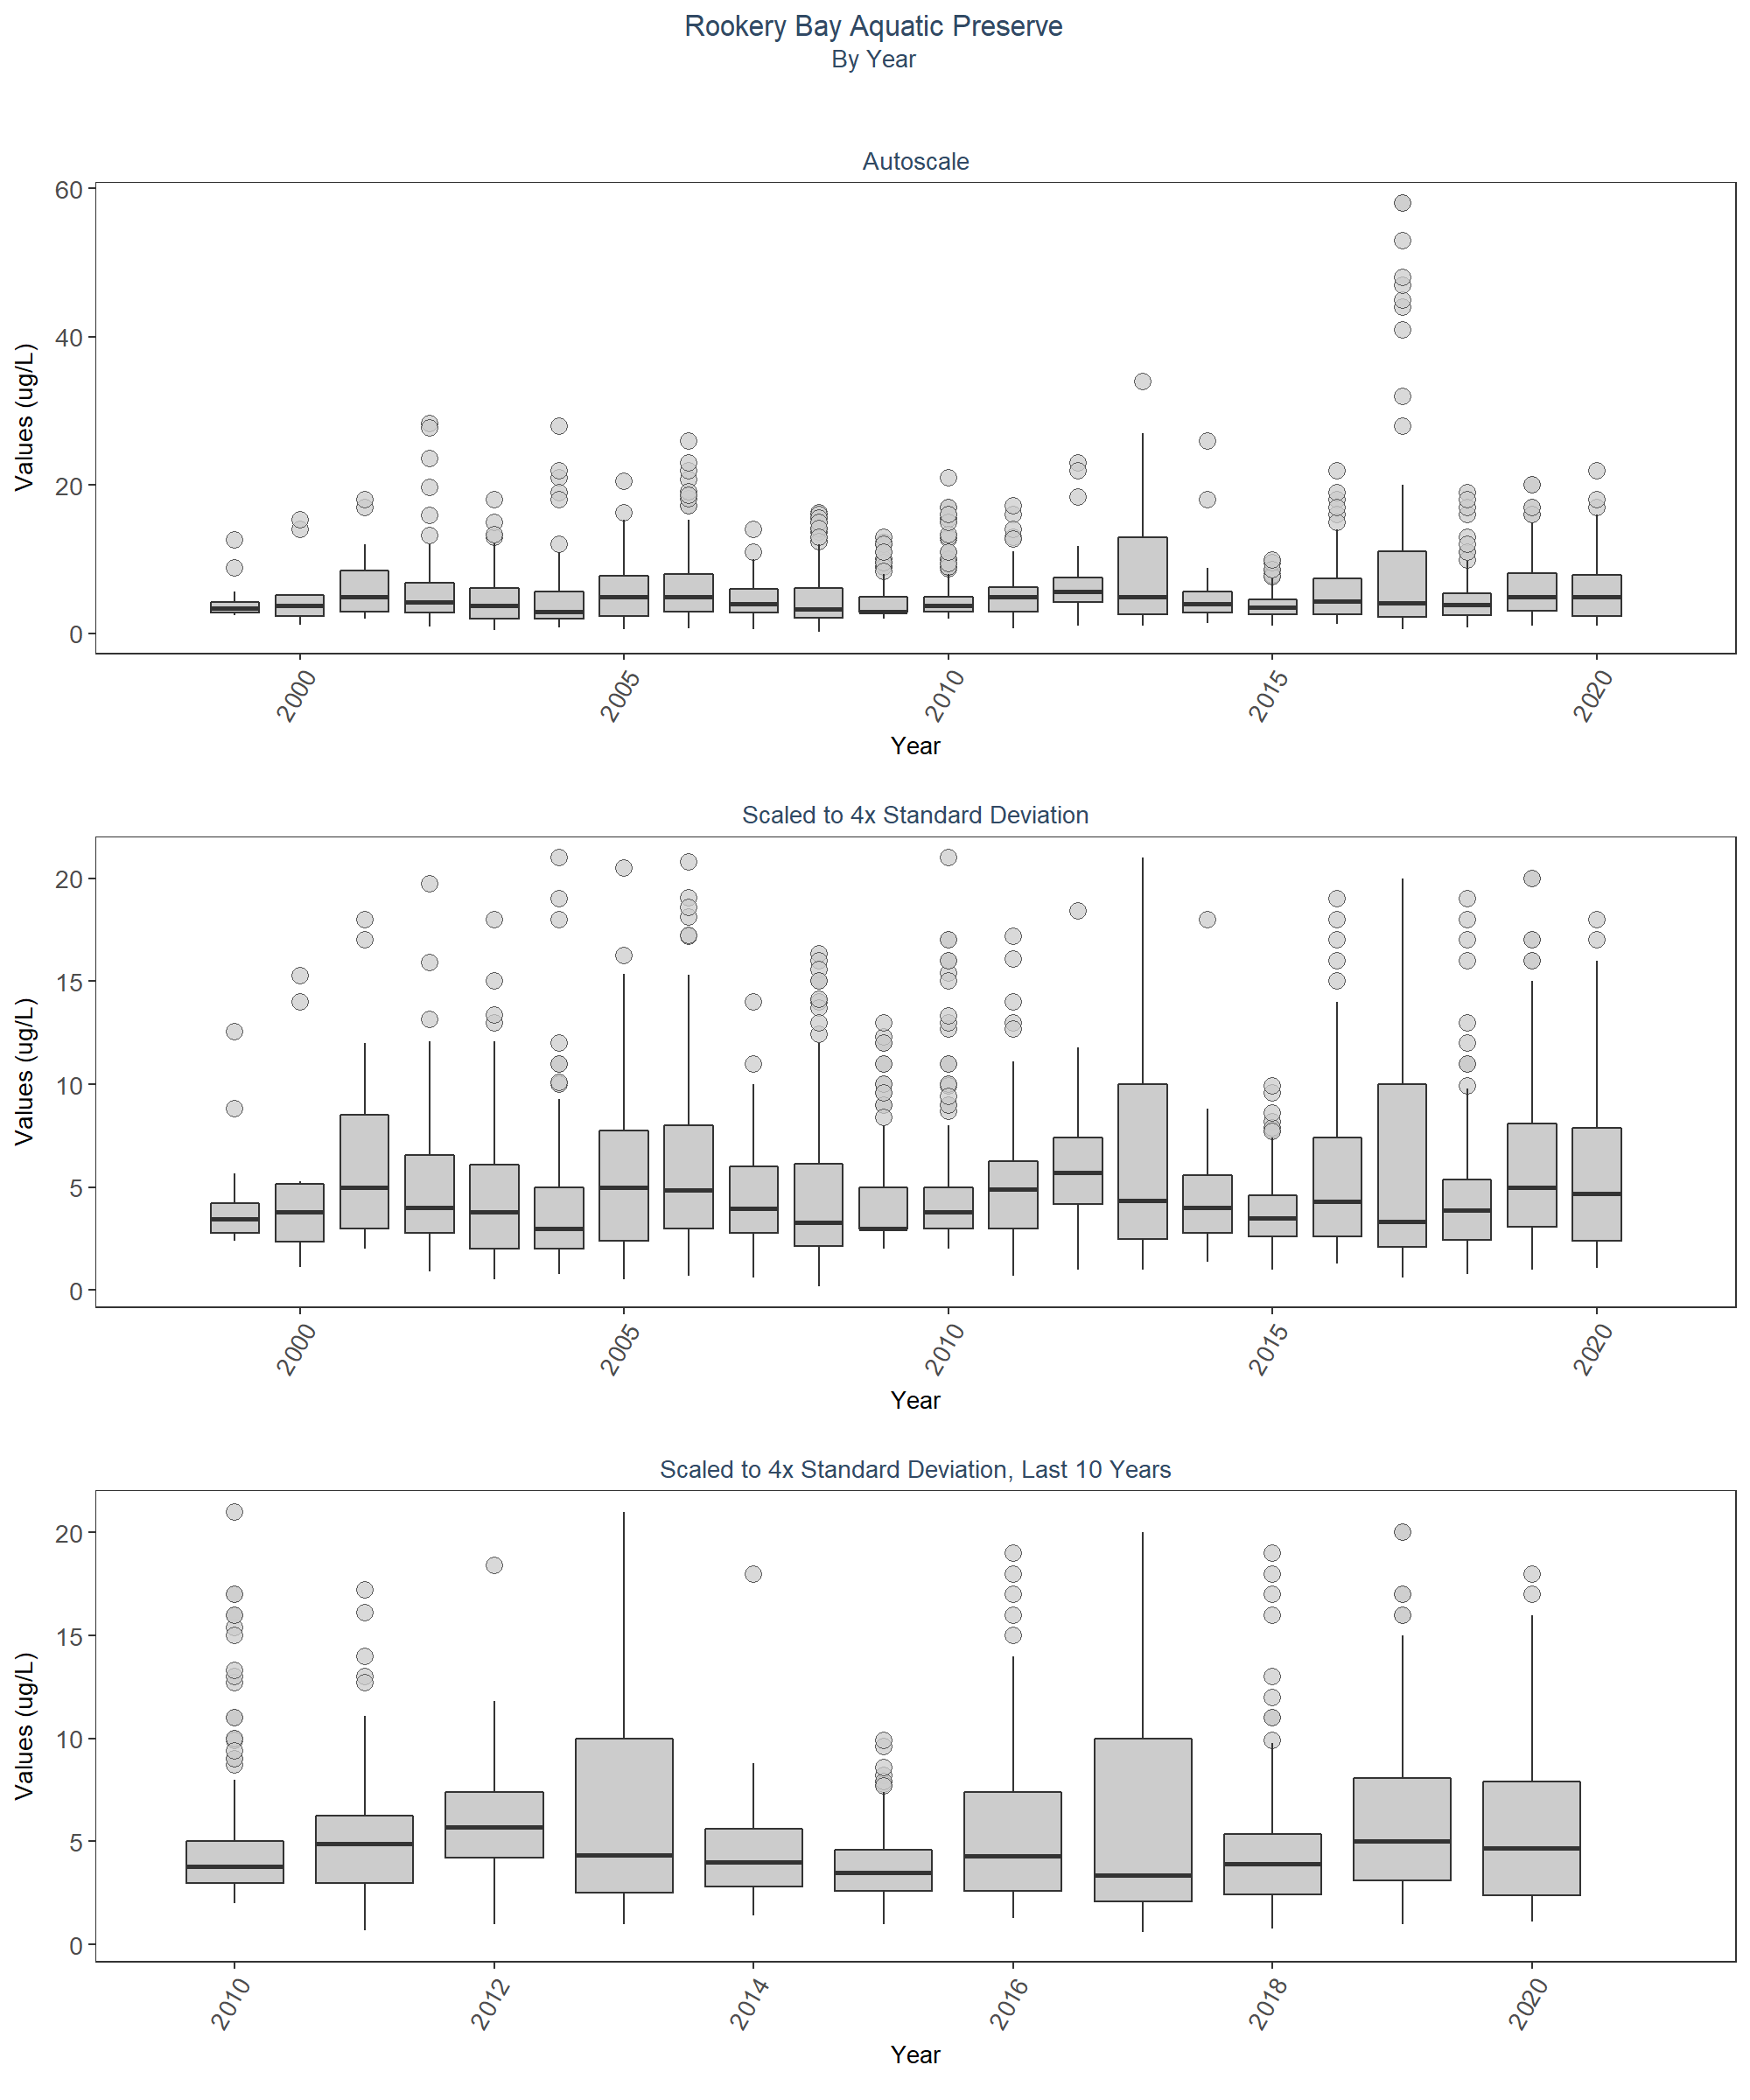 Rookery Bay Aquatic Preserve
By Year
Autoscale
Values (ug/L)
60
40
20
0
2000 2005 2010 2015 2020
Year
Scaled to 4x Standard Deviation
Values (ug/L)
20
15
10
5
0
2000 2005 2010 2015 2020
Year
Scaled to 4x Standard Deviation, Last 10 Years
Values (ug/L)
20
15
10
5
0
2010 2012 2014 2016 2018 2020
Year